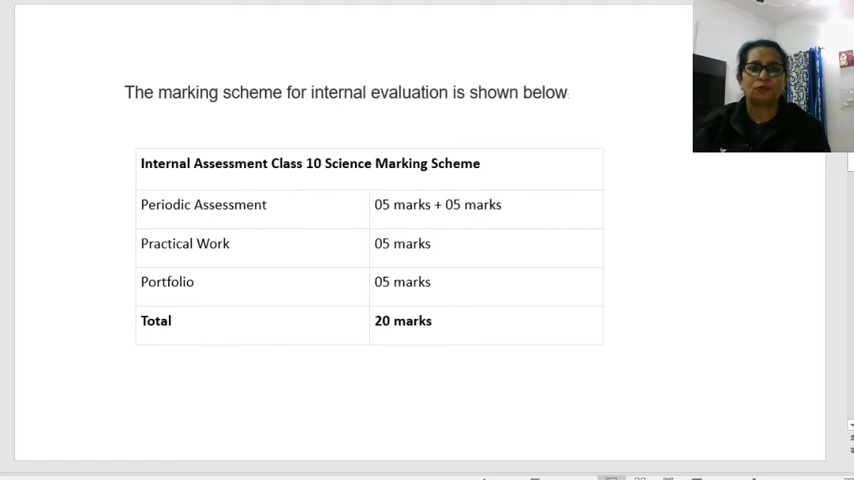 The marking scheme for internal evaluation is shown below:
Internal Assessment Class 10 Science Marking Scheme
Periodic Assessment 05 marks + 05 marks
Practical Work 05 marks
Portfolio 05 marks
Total 20 marks